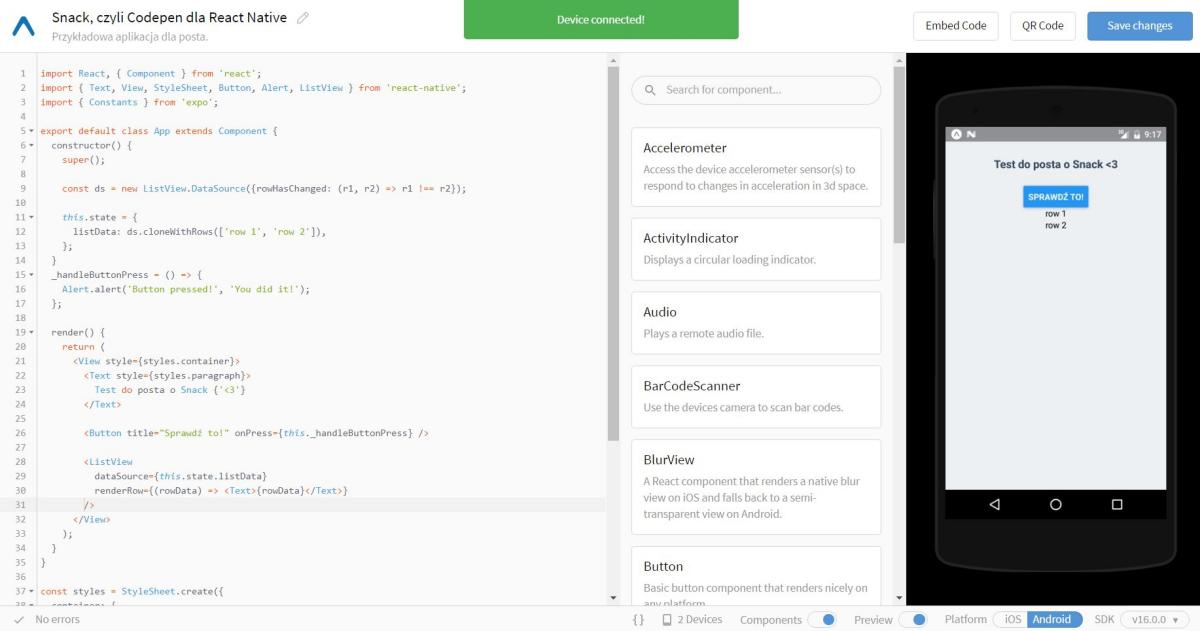 Snack, czyli Codepen dla React Native
Przykładowa aplikacja dla posta.
Device connected!
Embed Code
QR Code
Save changes
1 import React, { Component } from 'react';
2 import { Text, View, StyleSheet, Button, Alert, ListView } from 'react-native';
3 import { Constants } from 'expo';
4
5 export default class App extends Component {
6 constructor() {
7 super();
8
9 const ds = new ListView.DataSource({rowHasChanged: (r1, r2) => r1 !== r2});
10
11 this.state = {
12 listData: ds.cloneWithRows(['row 1', 'row 2']),
13 };
14 }
15 _handleButtonPress = () => {
16 Alert.alert('Button pressed!', 'You did it!');
17 };
18
19 render() {
20 return (
21 <View style={styles.container}>
22 <Text style={styles.paragraph}>
23 Test do posta o Snack {'<3'}
24 </Text>
25
26 <Button title="Sprawdź to!" onPress={this._handleButtonPress} />
27
28 <ListView
29 dataSource={this.state.listData}
30 renderRow={(rowData) => <Text>{rowData}</Text>}
31 />
32 </View>
33 );
34 }
35 }
36
37 const styles = StyleSheet.create({
38 container: {
Search for component...
Accelerometer
Access the device accelerometer sensor(s) to
respond to changes in acceleration in 3d space.
ActivityIndicator
Displays a circular loading indicator.
Audio
Plays a remote audio file.
BarCodeScanner
Use the devices camera to scan bar codes.
BlurView
A React component that renders a native blur
view on iOS and falls back to a semi-
transparent view on Android.
Button
Basic button component that renders nicely on
any platform.
9:17
Test do posta o Snack <3
SPRAWDŹ TO!
row 1
row 2
No errors
{}
2 Devices
Components
Preview
Platform
iOS
Android
SDK
v16.0.0